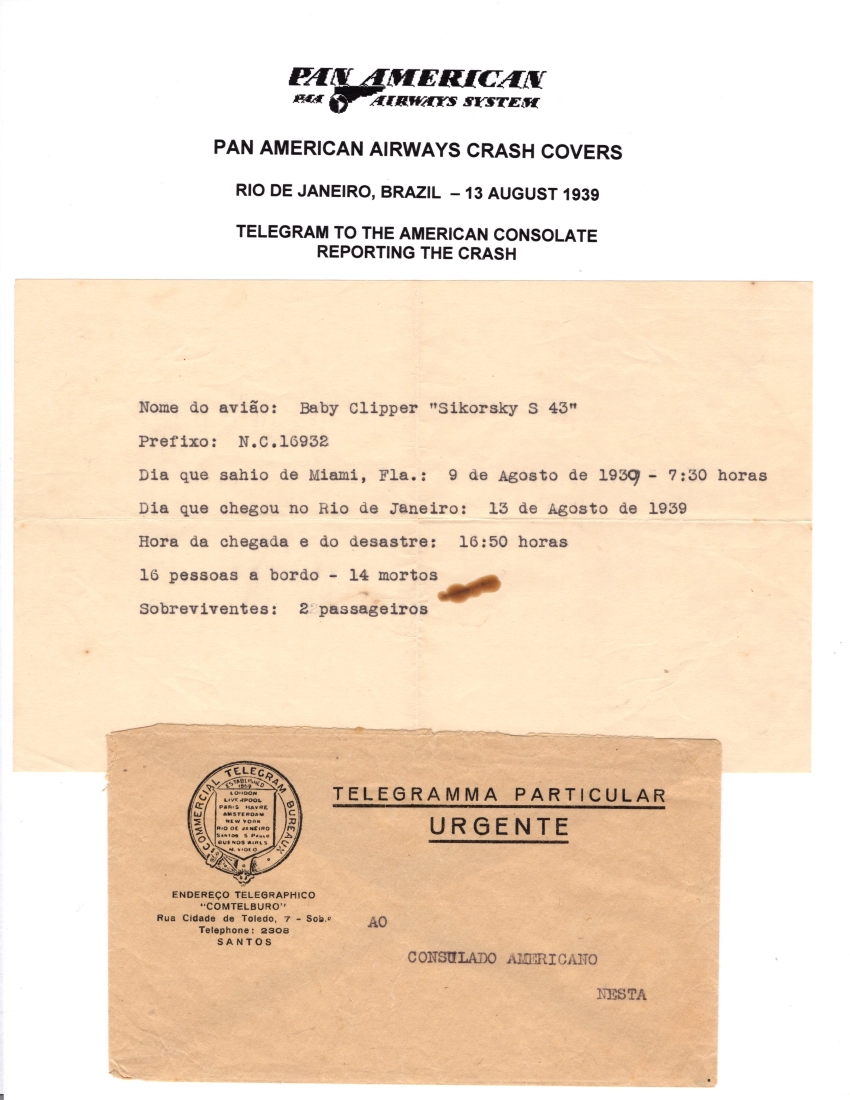 PAN AMERICAN
PAA AIRWAYS SYSTEM
PAN AMERICAN AIRWAYS CRASH COVERS
RIO DE JANEIRO, BRAZIL – 13 AUGUST 1939
TELEGRAM TO THE AMERICAN CONSOLATE
REPORTING THE CRASH
Nome do avião: Baby Clipper "Sikorsky S 43"
Prefixo: N.C.16932
Dia que sahio de Miami, Fla.: 9 de Agosto de 1939 - 7:30 horas
Dia que chegou no Rio de Janeiro: 13 de Agosto de 1939
Hora da chegada e do desastre: 16:50 horas
16 pessoas a bordo - 14 mortos
Sobreviventes: 2 passageiros
COMMERCIAL TELEGRAM BUREAUX
ESTABLISHED
1869
LONDON
LIVERPOOL
PARIS HAVRE
AMSTERDAM
NEW YORK
RIO DE JANEIRO
SANTOS S. PAULO
BUENOS AIRES
M. VIDEO
TELEGRAMMA PARTICULAR
URGENTE
ENDEREÇO TELEGRAPHICO
"COMTELBURO"
Rua Cidade de Toledo, 7 - Sob.º
Telephone: 2308
SANTOS
AO
CONSULADO AMERICANO
NESTA